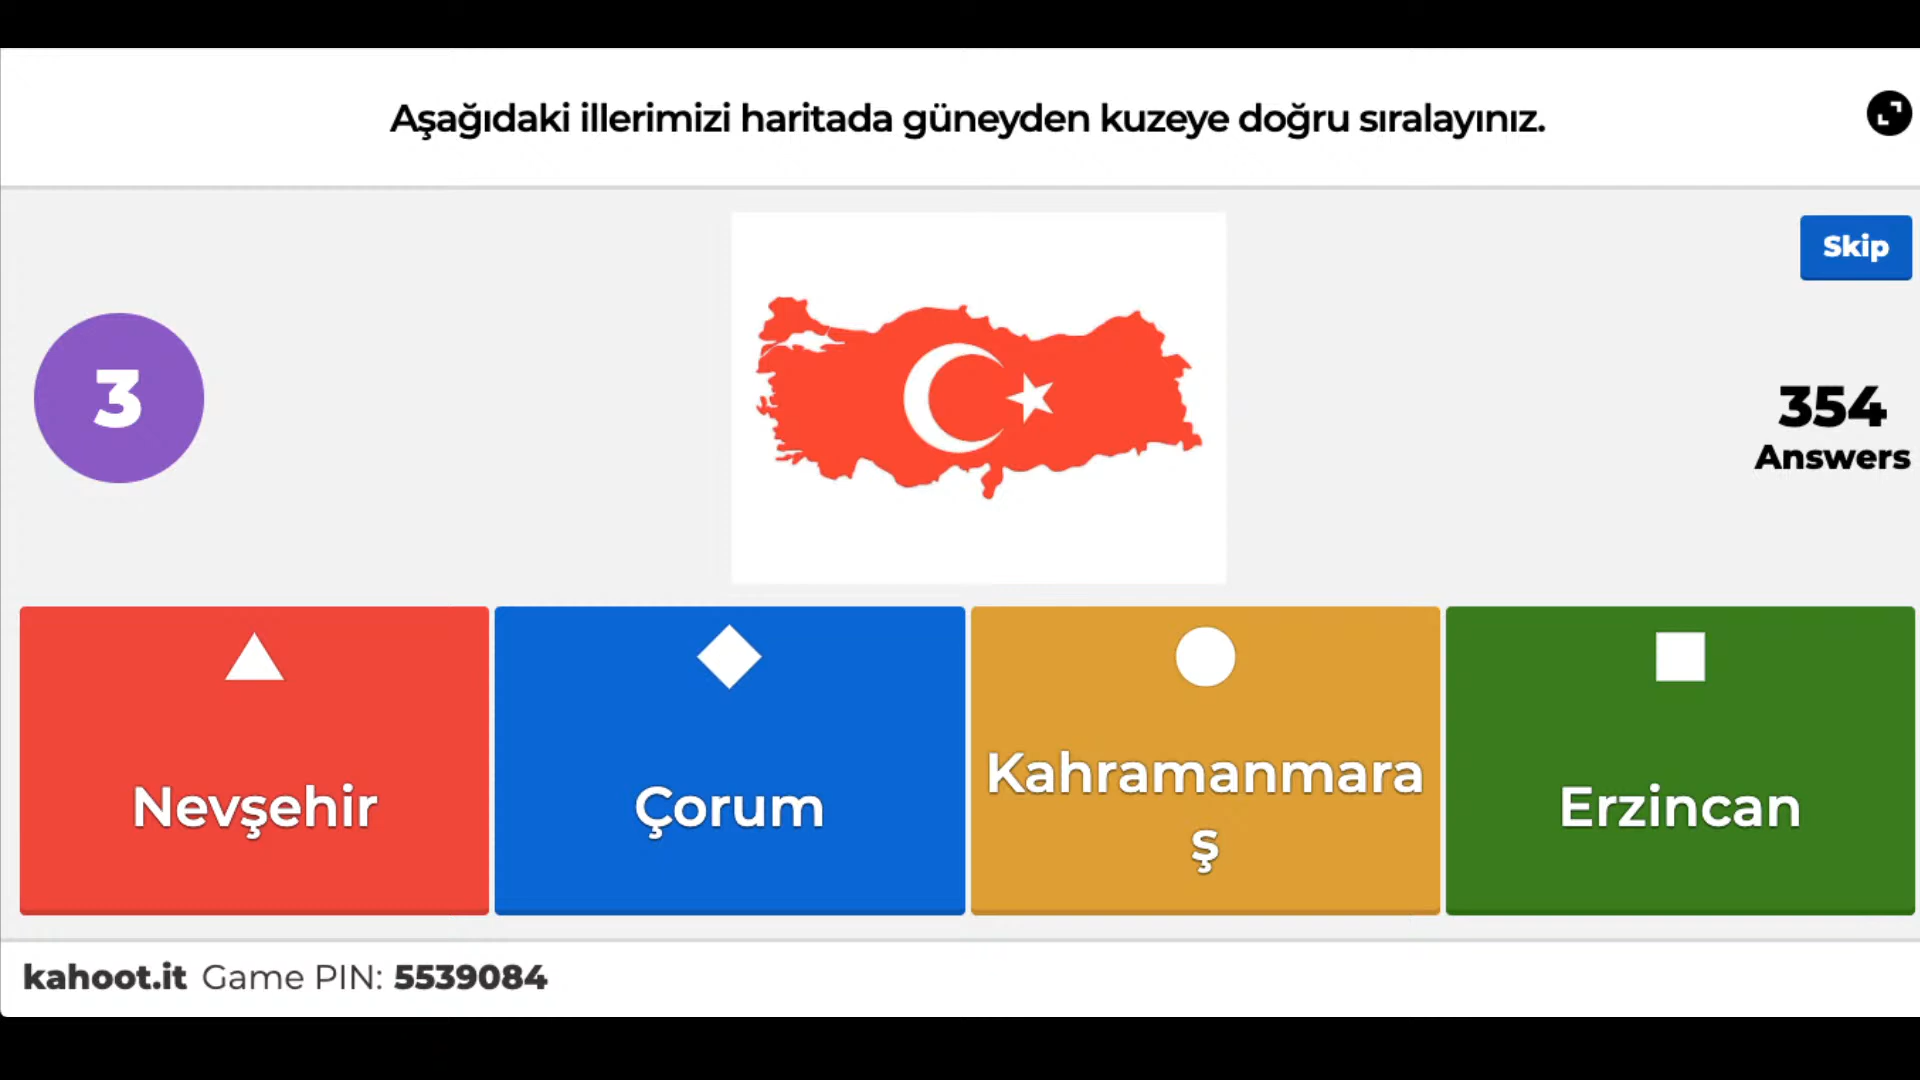 Aşağıdaki illerimizi haritada güneyden kuzeye doğru sıralayınız.
Skip
3
354
Answers
Nevşehir
Çorum
Kahramanmara
ş
Erzincan
kahoot.it Game PIN: 5539084